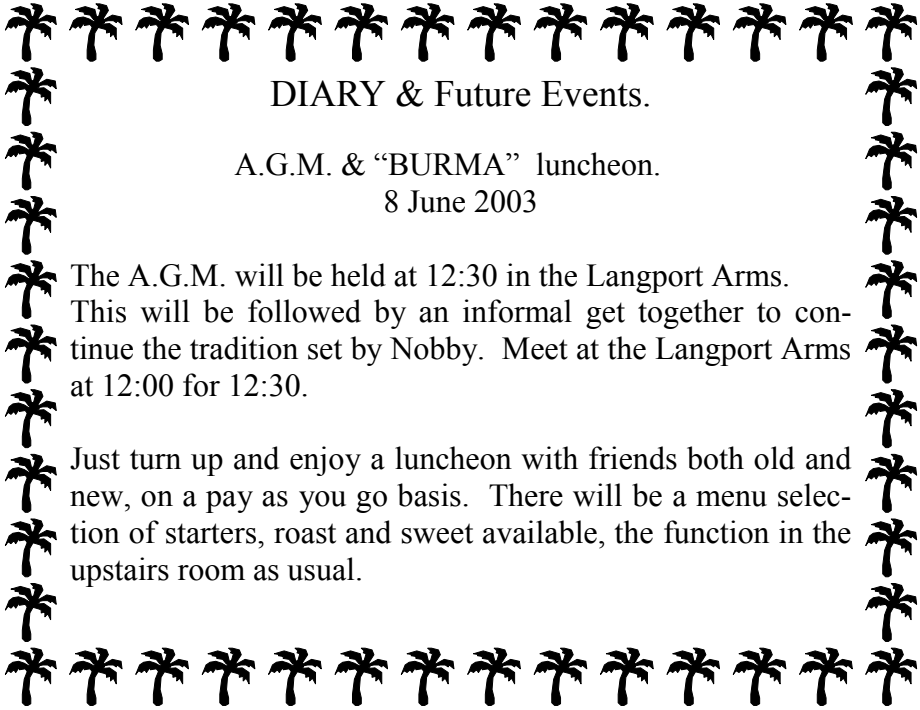 DIARY & Future Events.
A.G.M. & “BURMA” luncheon.
8 June 2003
The A.G.M. will be held at 12:30 in the Langport Arms.
This will be followed by an informal get together to con-
tinue the tradition set by Nobby. Meet at the Langport Arms
at 12:00 for 12:30.
Just turn up and enjoy a luncheon with friends both old and
new, on a pay as you go basis. There will be a menu selec-
tion of starters, roast and sweet available, the function in the
upstairs room as usual.